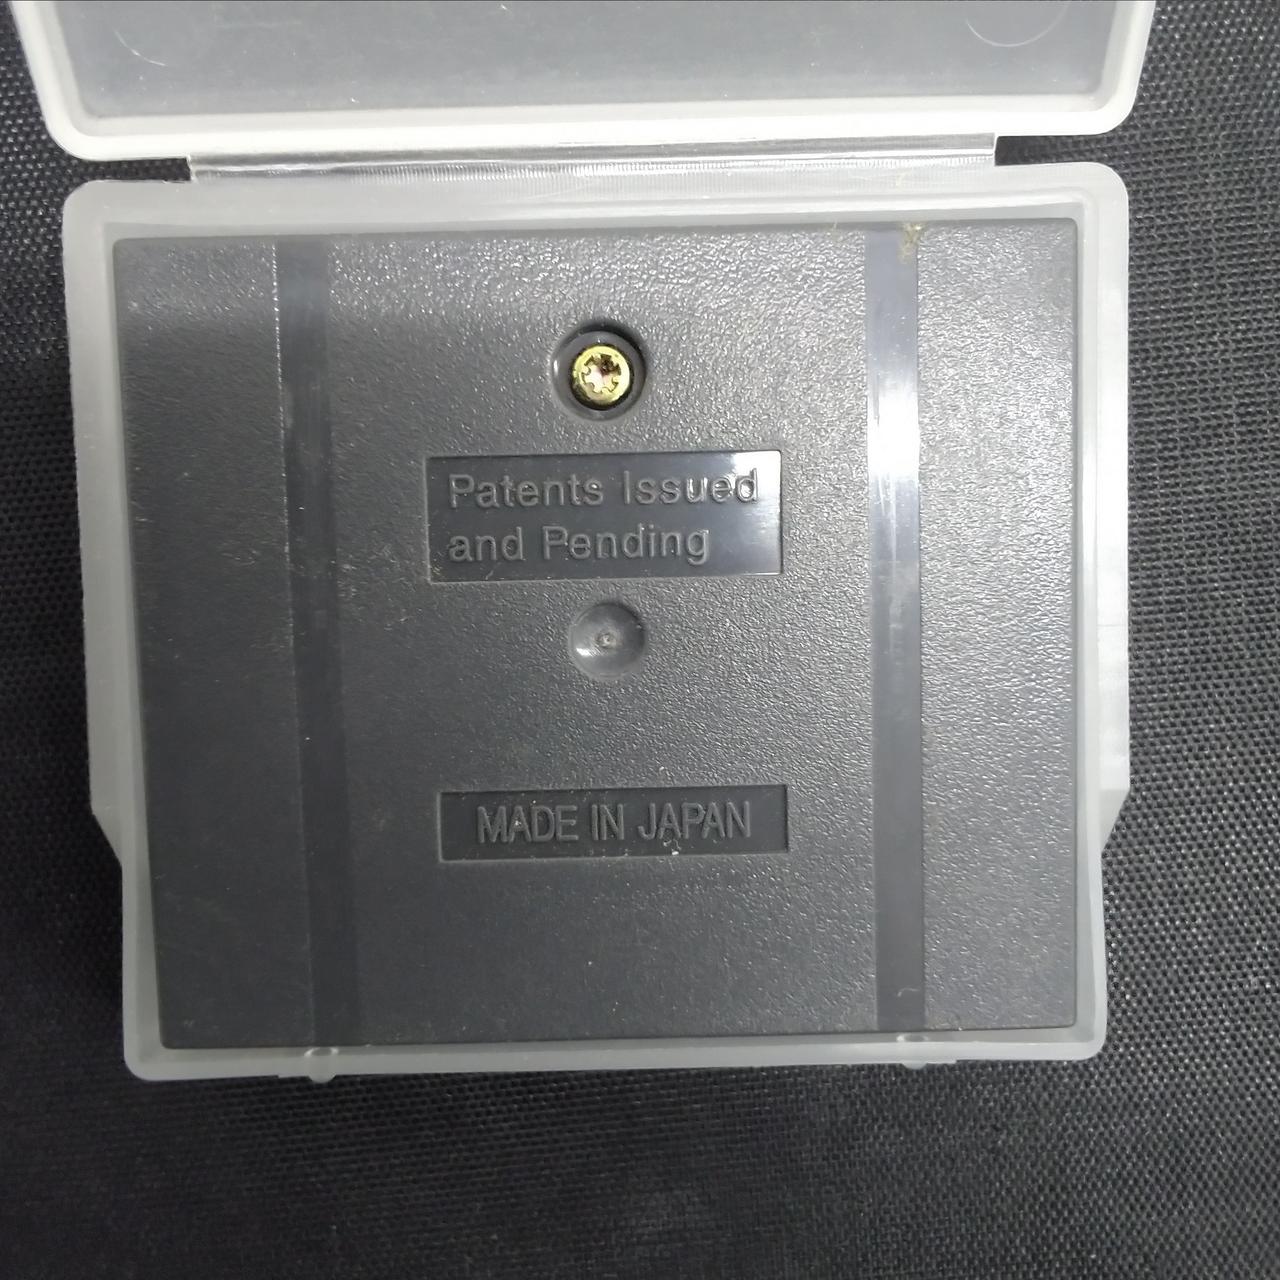 Patents Issued
and Pending
MADE IN JAPAN